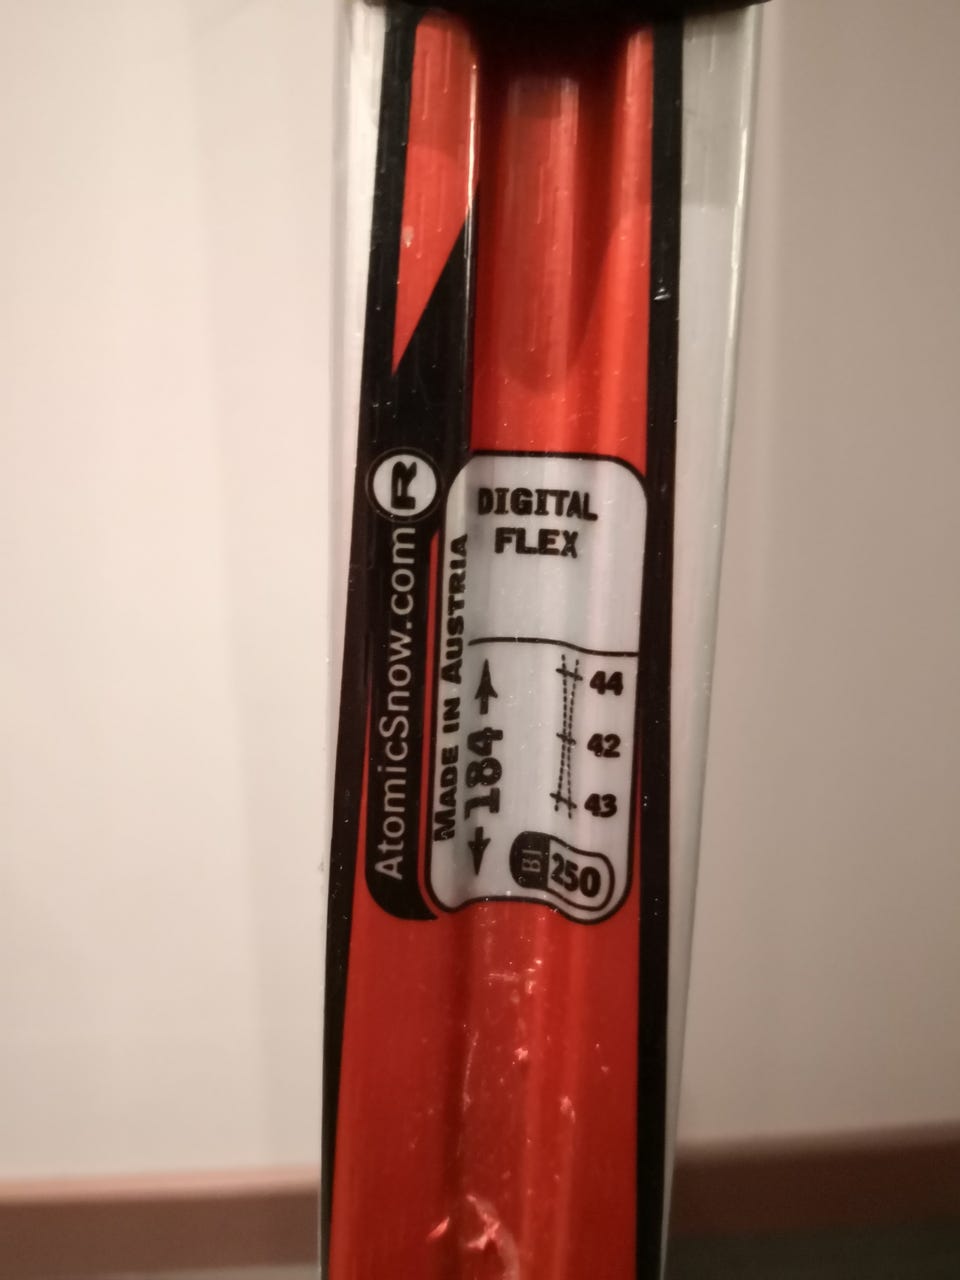 AtomicSnow.com
R
DIGITAL
FLEX
MADE IN AUSTRIA
184
44
42
43
BI 250